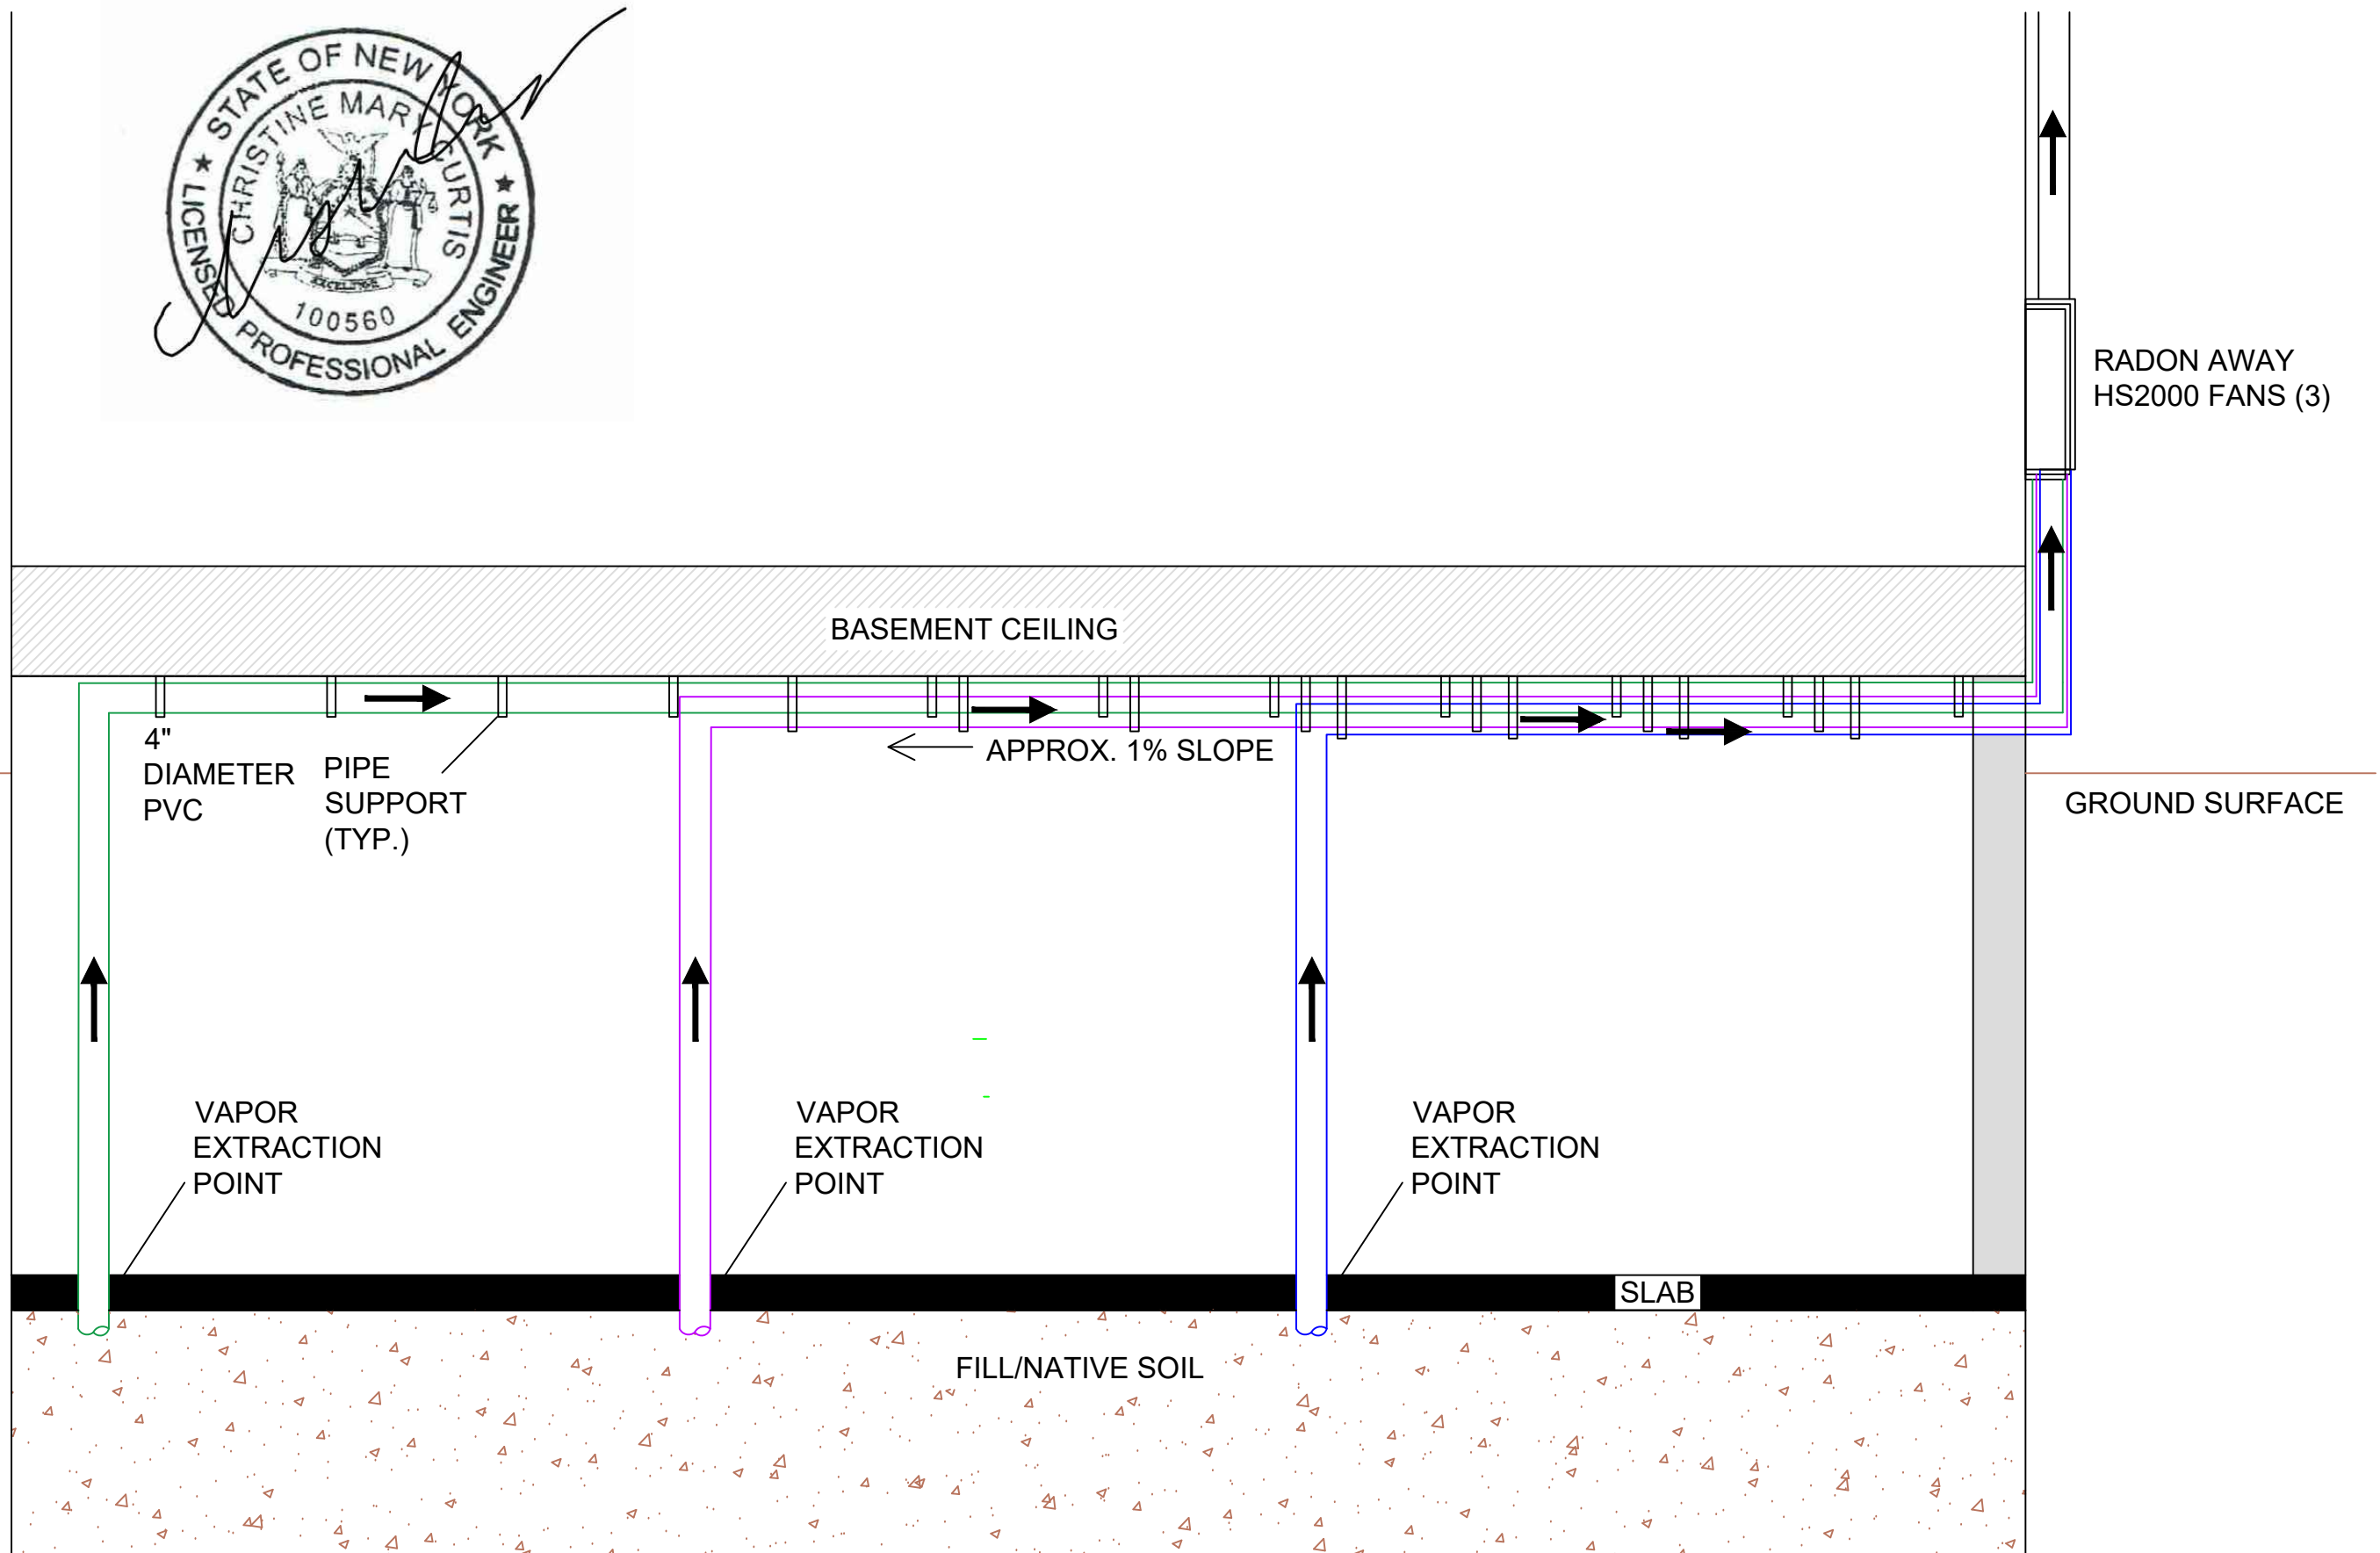 ★ STATE OF NEW YORK ★
LICENSED PROFESSIONAL ENGINEER
CHRISTINE MARY CURTIS
EXCELSIOR
100560
RADON AWAY
HS2000 FANS (3)
BASEMENT CEILING
4"
DIAMETER
PVC
PIPE
SUPPORT
(TYP.)
APPROX. 1% SLOPE
GROUND SURFACE
VAPOR
EXTRACTION
POINT
VAPOR
EXTRACTION
POINT
VAPOR
EXTRACTION
POINT
SLAB
FILL/NATIVE SOIL